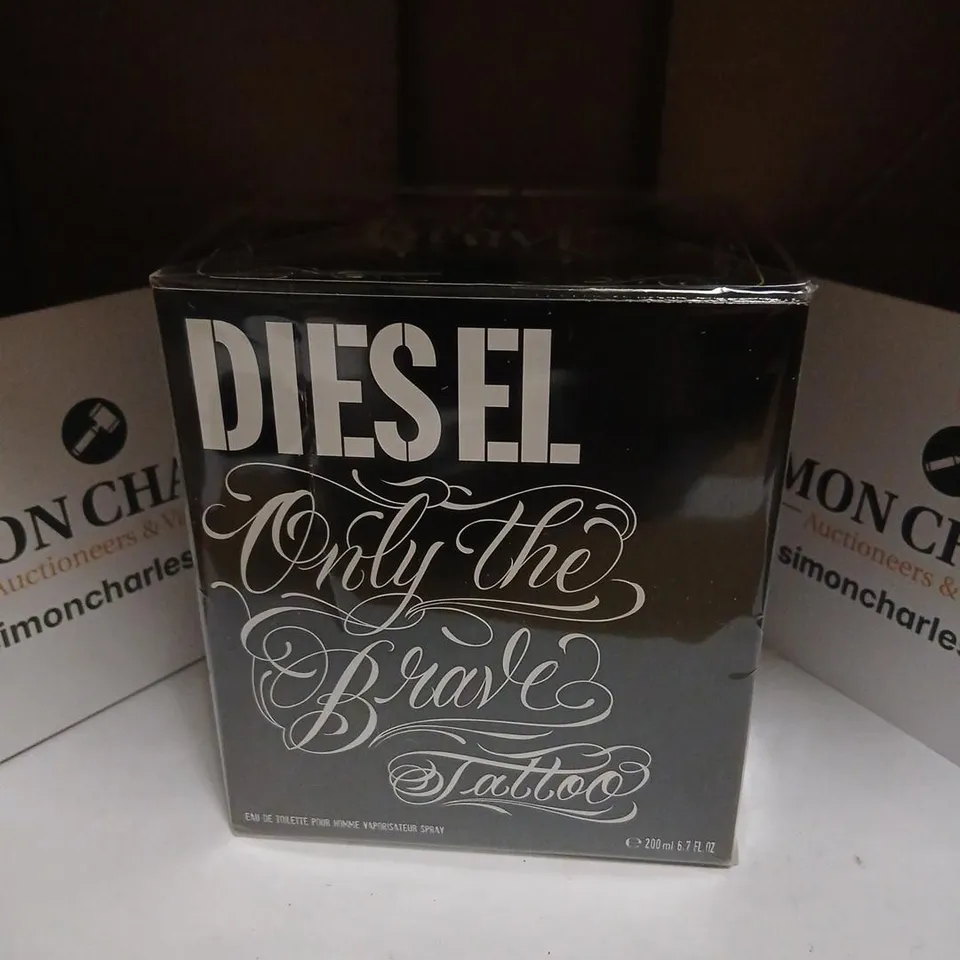 DIESEL
Only the
Brave
Tattoo
EAU DE TOILETTE POUR HOMME VAPORISATEUR SPRAY
℮ 200 ml 6.7 FL.OZ
ON CHA
Auctioneers & V
simoncharles
MON CH
Auctioneers &
simoncharles